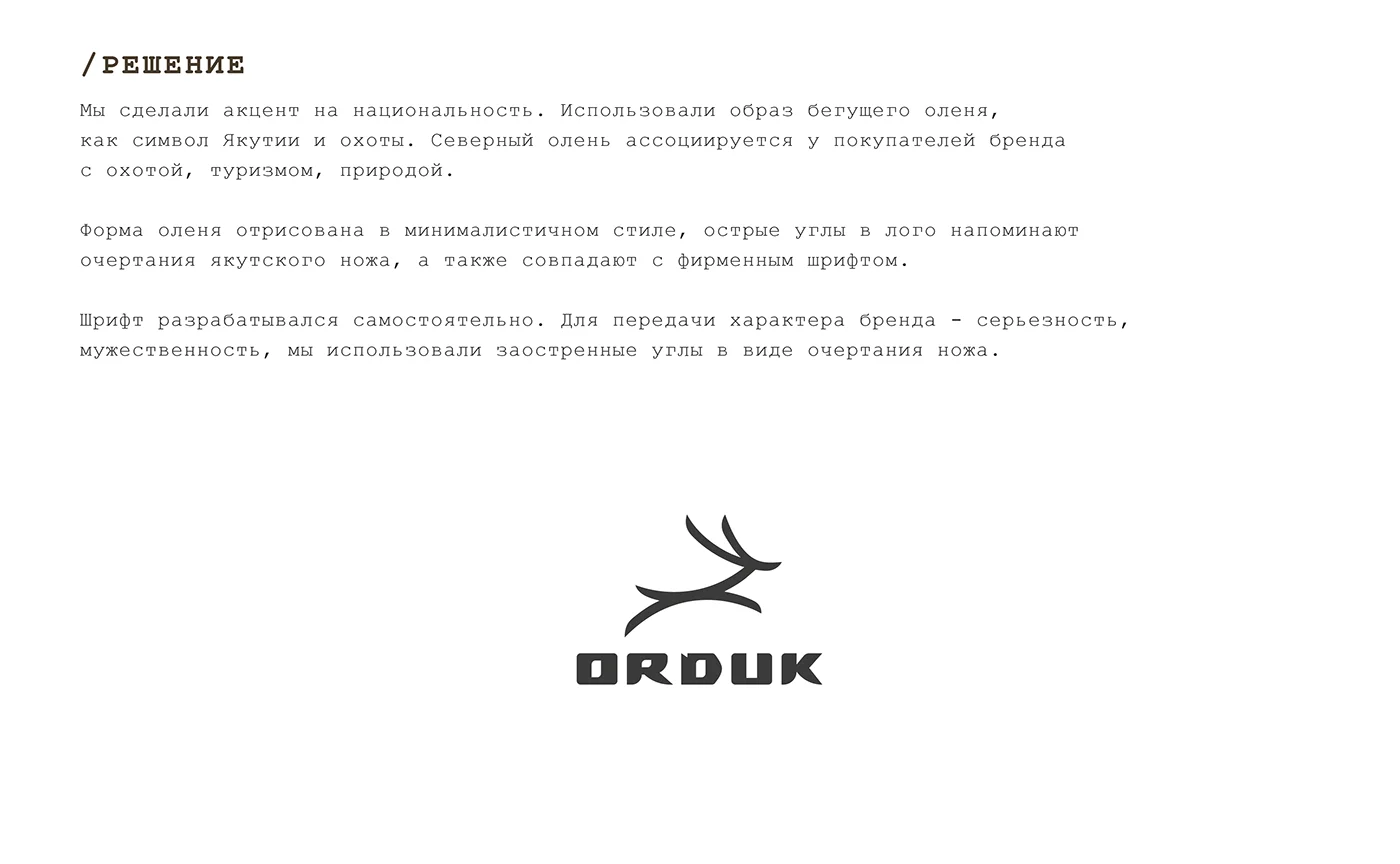 /РЕШЕНИЕ
Мы сделали акцент на национальность. Использовали образ бегущего оленя,
как символ Якутии и охоты. Северный олень ассоциируется у покупателей бренда
с охотой, туризмом, природой.
Форма оленя отрисована в минималистичном стиле, острые углы в лого напоминают
очертания якутского ножа, а также совпадают с фирменным шрифтом.
Шрифт разрабатывался самостоятельно. Для передачи характера бренда - серьезность,
мужественность, мы использовали заостренные углы в виде очертания ножа.
ORDUK